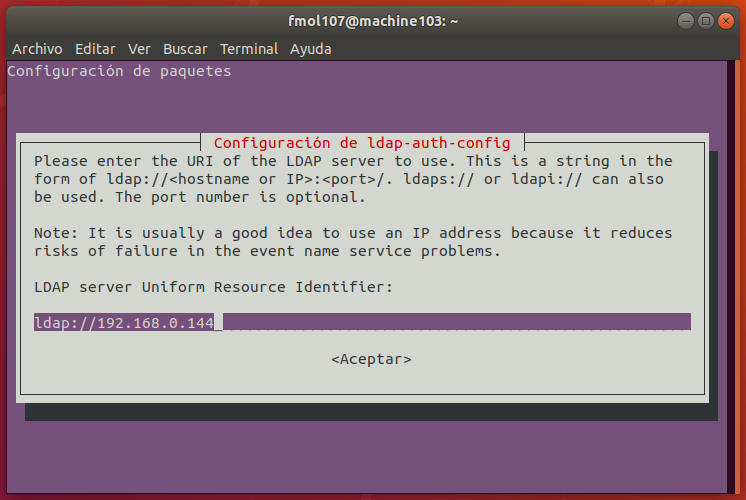 fmol107@machine103: ~
Archivo Editar Ver Buscar Terminal Ayuda
Configuración de paquetes
Configuración de ldap-auth-config
Please enter the URI of the LDAP server to use. This is a string in the
form of ldap://<hostname or IP>:<port>/. ldaps:// or ldapi:// can also
be used. The port number is optional.
Note: It is usually a good idea to use an IP address because it reduces
risks of failure in the event name service problems.
LDAP server Uniform Resource Identifier:
ldap://192.168.0.144
<Aceptar>